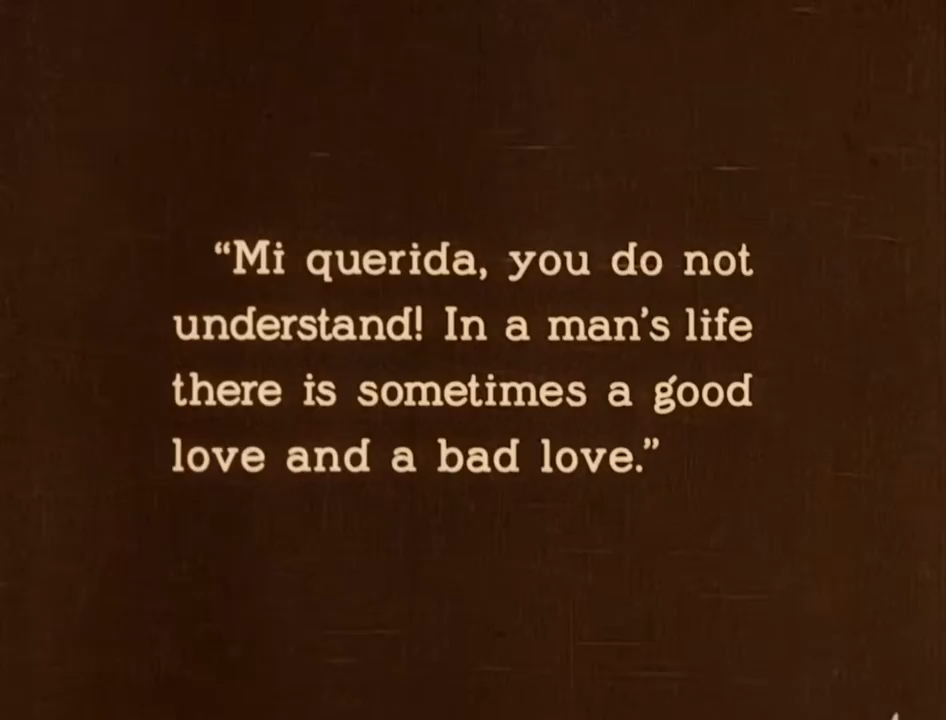 “Mi querida, you do not
understand! In a man’s life
there is sometimes a good
love and a bad love.”